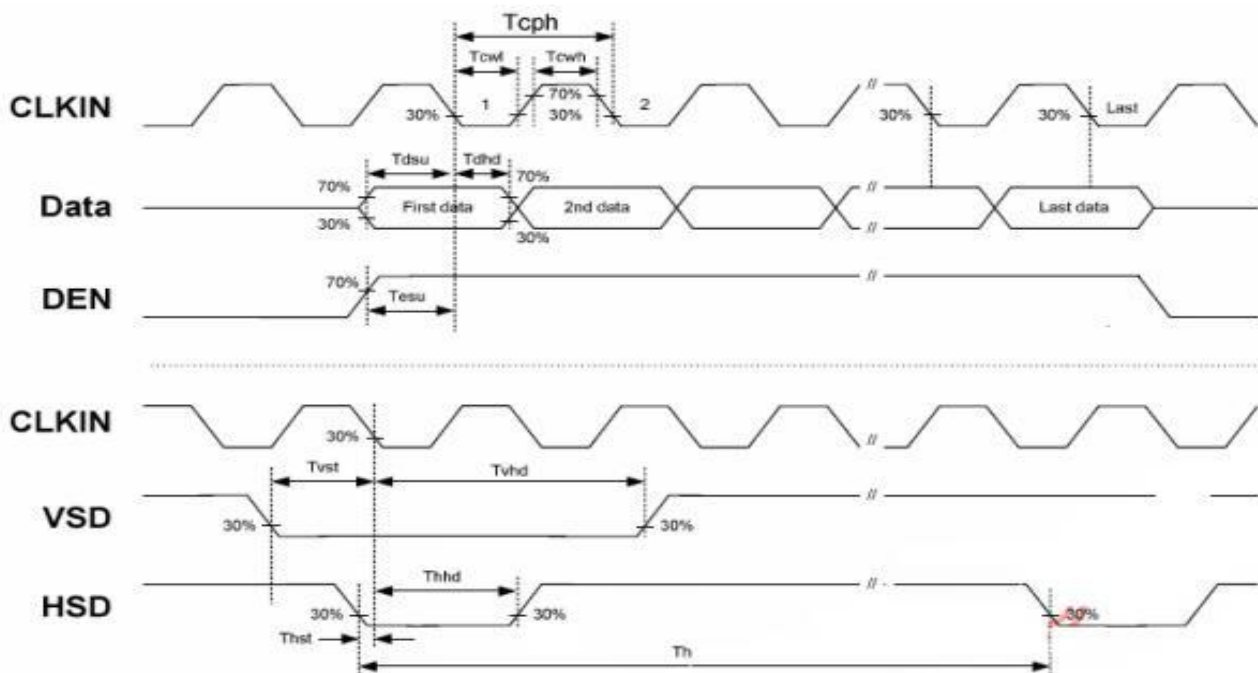 Tcph
Tcwl Tcwh
CLKIN 30% 1 70% 30% 2 30% 30% Last
Tdsu Tdhd
70% 70%
Data First data 2nd data Last data
30% 30%
70%
DEN Tesu
CLKIN
30%
Tvst Tvhd
VSD 30% 30%
Thhd
HSD 30% 30% 30%
Thst
Th